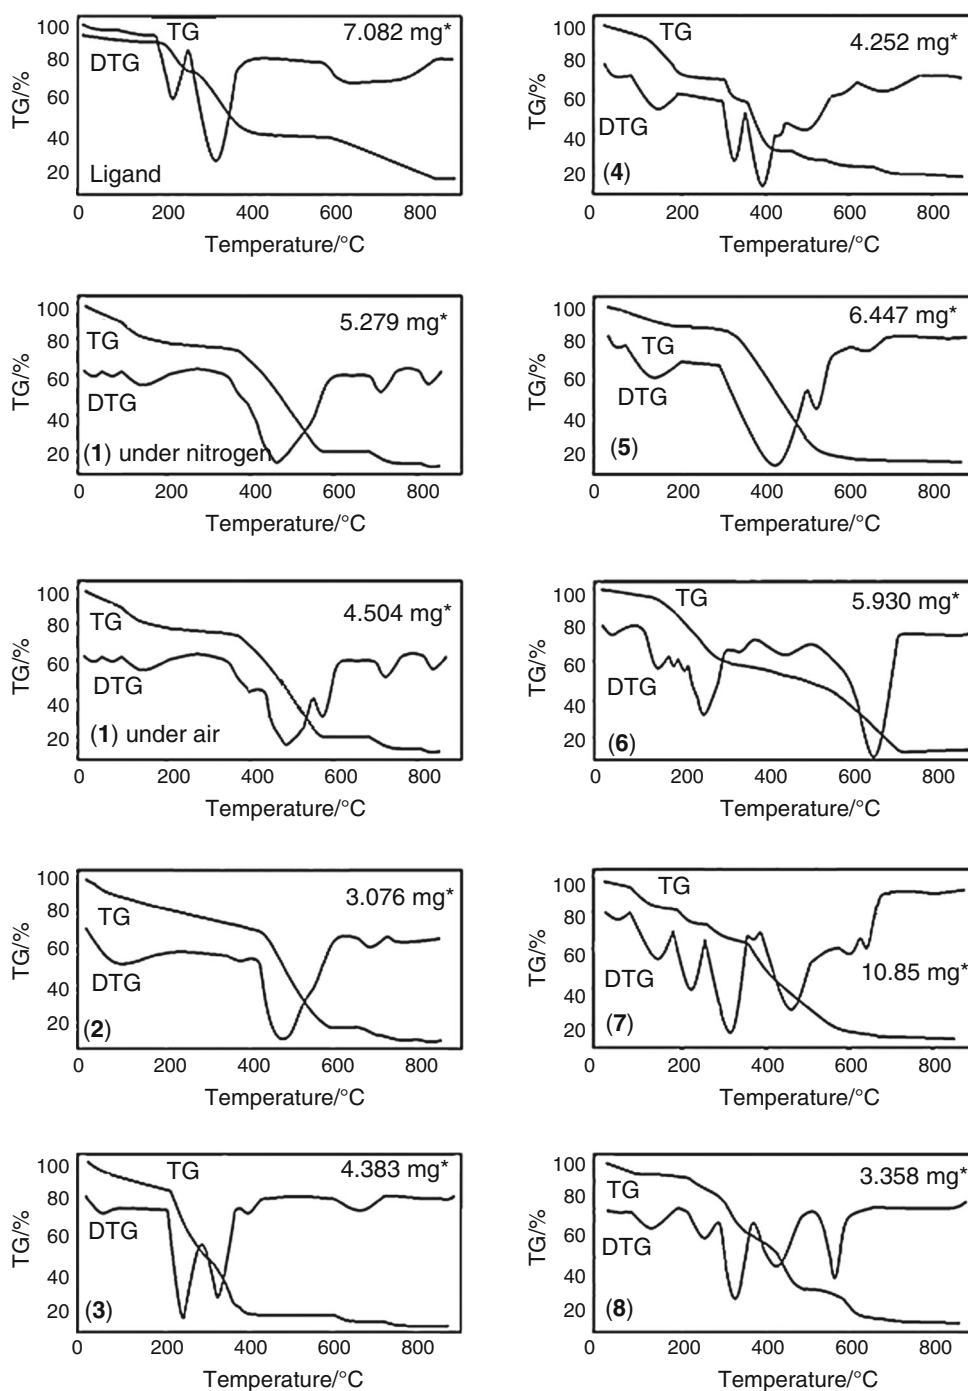 100
TG
7.082 mg*
80
DTG
60
TG/%
40
Ligand
20
0 200 400 600 800
Temperature/°C
100
TG
4.252 mg*
80
60
DTG
TG/%
40
(4)
20
0 200 400 600 800
Temperature/°C
100
5.279 mg*
80
TG
60
TG/%
DTG
40
(1) under nitrogen
20
0 200 400 600 800
Temperature/°C
100
6.447 mg*
80
TG
60
TG/%
DTG
40
(5)
20
0 200 400 600 800
Temperature/°C
100
4.504 mg*
TG
80
60
TG/%
DTG
40
(1) under air
20
0 200 400 600 800
Temperature/°C
100
TG
5.930 mg*
80
60
TG/%
DTG
40
(6)
20
0 200 400 600 800
Temperature/°C
100
3.076 mg*
80
TG
60
TG/%
DTG
40
(2)
20
0 200 400 600 800
Temperature/°C
100
TG
80
60
TG/%
DTG
10.85 mg*
40
(7)
20
0 200 400 600 800
Temperature/°C
100
TG
4.383 mg*
80
DTG
60
TG/%
40
(3)
20
0 200 400 600 800
Temperature/°C
100
3.358 mg*
TG
80
60
DTG
TG/%
40
(8)
20
0 200 400 600 800
Temperature/°C